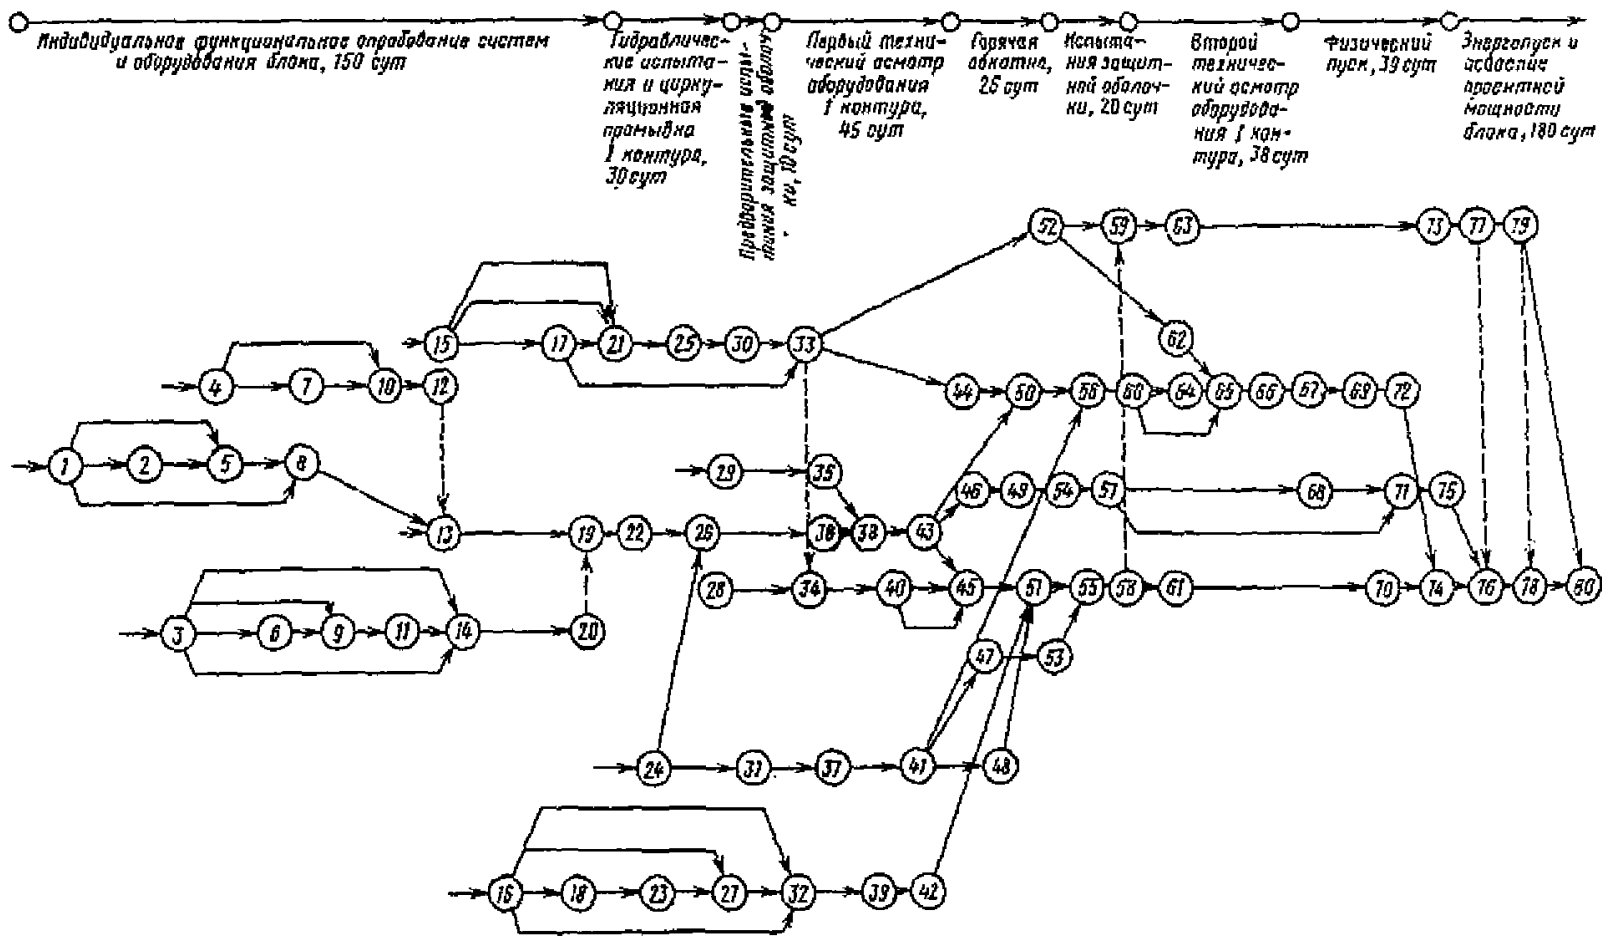 Индивидуальное функциональное опробование систем
и оборудования блока, 150 сут
Гидравличес-
кие испыта-
ния и цирку-
ляционная
промывка
I контура,
30 сут
Предварительные испы-
тания защитной оболоч-
ки, 10 сут
Первый техни-
ческий осмотр
оборудования
I контура,
45 сут
Горячая
обкатка,
25 сут
Испыта-
ния защит-
ной оболоч-
ки, 20 сут
Второй
техничес-
кий осмотр
оборудова-
ния I кон-
тура, 38 сут
Физический
пуск, 39 сут
Энергопуск и
освоение
проектной
мощности
блока, 180 сут
52 59 63 73 77 79
15 17 21 25 30 33
62
4 7 10 12
44 50 56 60 64 65 66 67 69 72
1 2 5 8
29 35
46 49 54 57 68 71 75
13 19 22 26 36 38 43
28 34 40 45 51 55 58 61 70 74 76 78 80
3 6 9 11 14 20
47 53
24 31 37 41 48
16 18 23 27 32 39 42